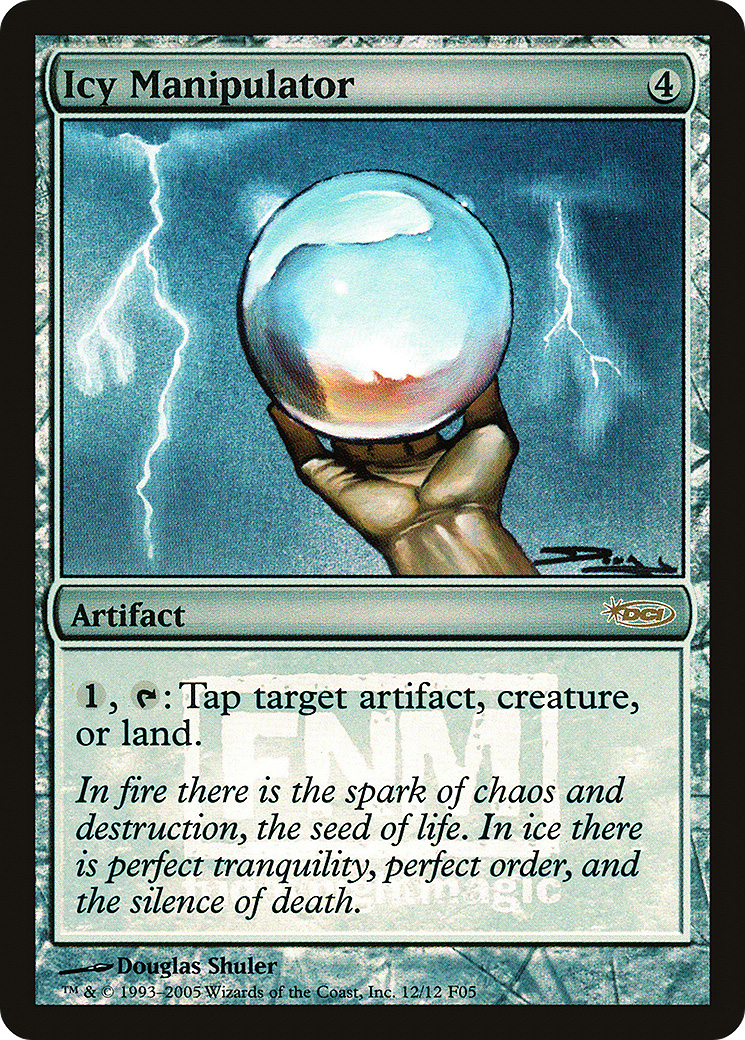 Icy Manipulator 4
Artifact DCI
1, : Tap target artifact, creature,
or land.
FNM
In fire there is the spark of chaos and
destruction, the seed of life. In ice there
is perfect tranquility, perfect order, and
the silence of death.
magic
Douglas Shuler
™ & © 1993–2005 Wizards of the Coast, Inc. 12/12 F05